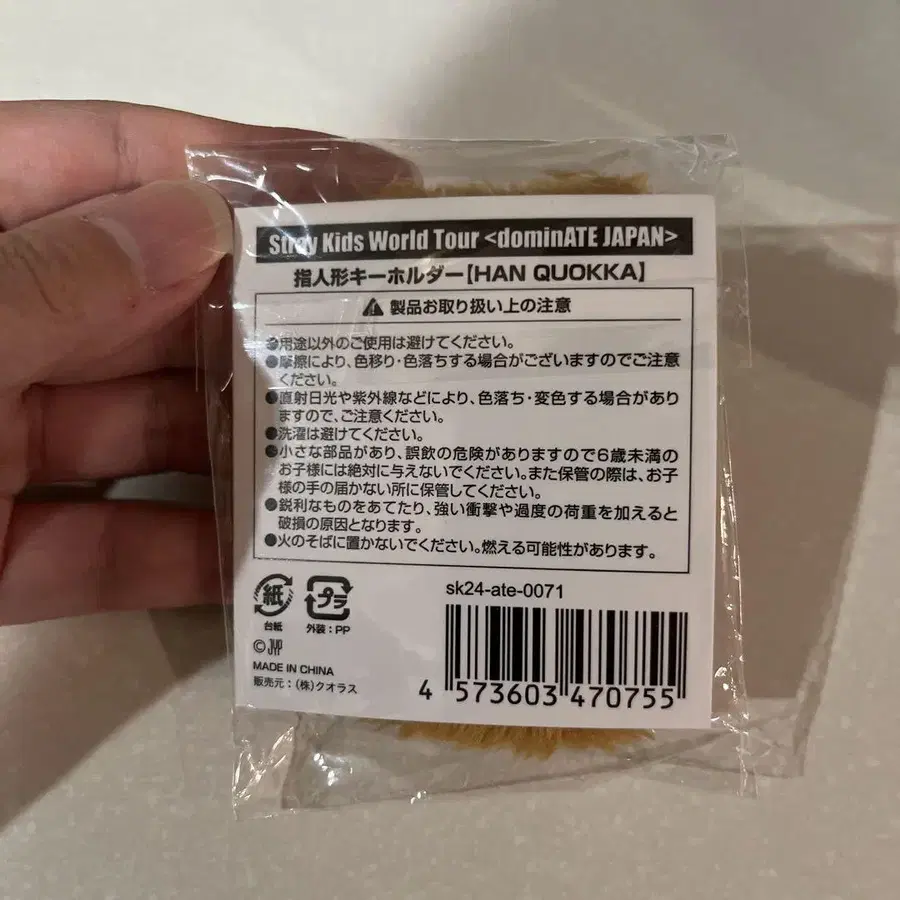 Stray Kids World Tour <dominATE JAPAN>
指人形キーホルダー【HAN QUOKKA】
製品お取り扱い上の注意
●用途以外のご使用は避けてください。
●摩擦により、色移り・色落ちする場合がございますのでご注意
ください。
●直射日光や紫外線などにより、色落ち・変色する場合があり
ますので、ご注意ください。
●洗濯は避けてください。
●小さな部品があり、誤飲の危険がありますので6歳未満の
お子様には絶対に与えないでください。また保管の際は、お子
様の手の届かない所に保管してください。
●鋭利なものをあてたり、強い衝撃や過度の荷重を加えると
破損の原因となります。
●火のそばに置かないでください。燃える可能性があります。
紙
台紙
プラ
外装：PP
sk24-ate-0071
© JYP
MADE IN CHINA
販売元：(株)クオラス
4 573603 470755